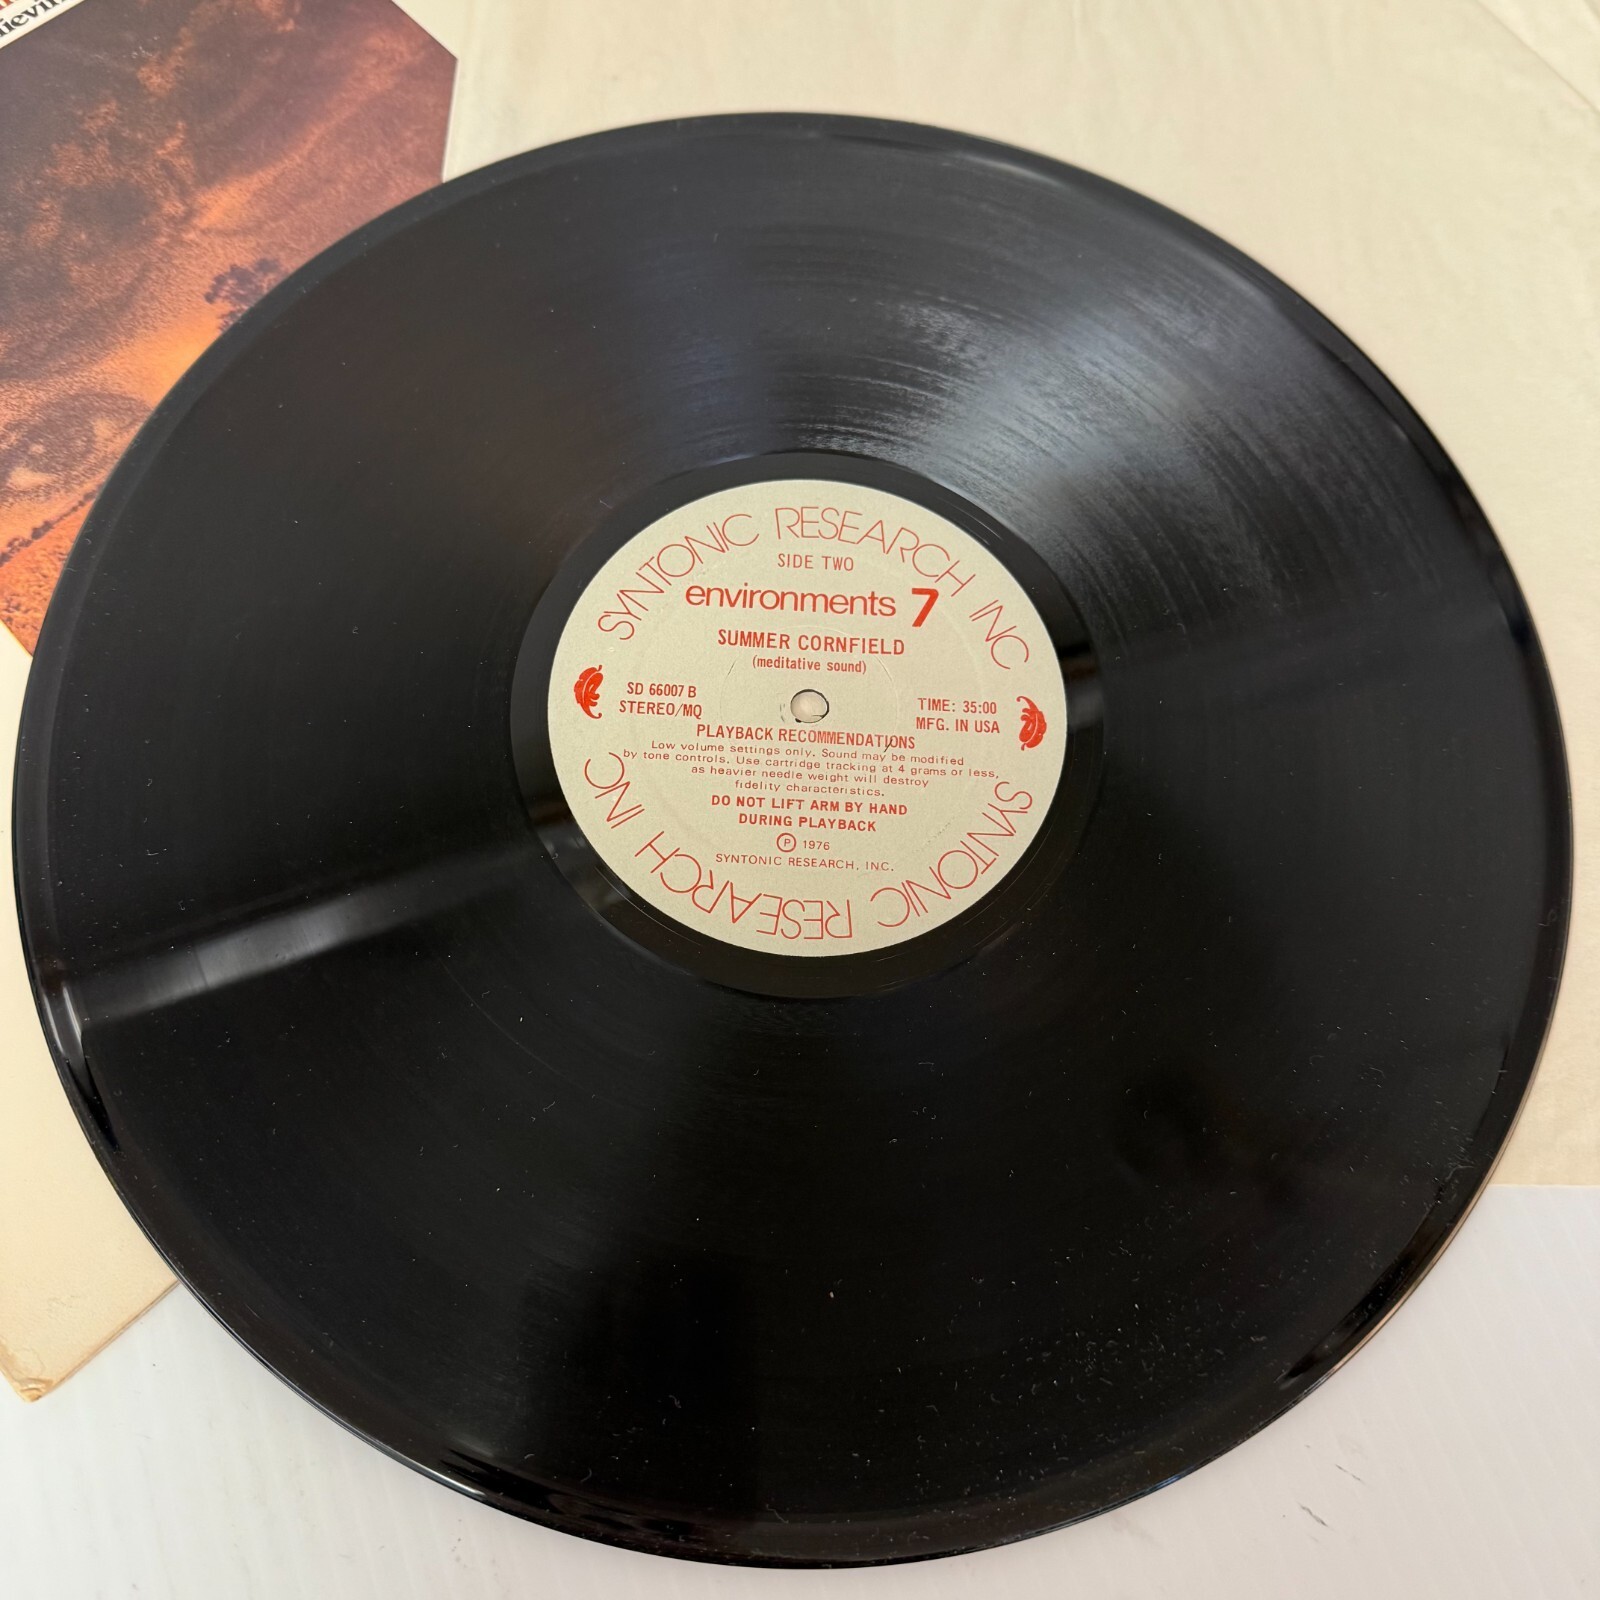 SYNTONIC RESEARCH INC
SIDE TWO
environments 7
SUMMER CORNFIELD
(meditative sound)
SD 66007 B
STEREO/MQ
TIME: 35:00
MFG. IN USA
PLAYBACK RECOMMENDATIONS
Low volume settings only. Sound may be modified
by tone controls. Use cartridge tracking at 4 grams or less,
as heavier needle weight will destroy
fidelity characteristics.
DO NOT LIFT ARM BY HAND
DURING PLAYBACK
Ⓟ 1976
SYNTONIC RESEARCH, INC.
SYNTONIC RESEARCH INC